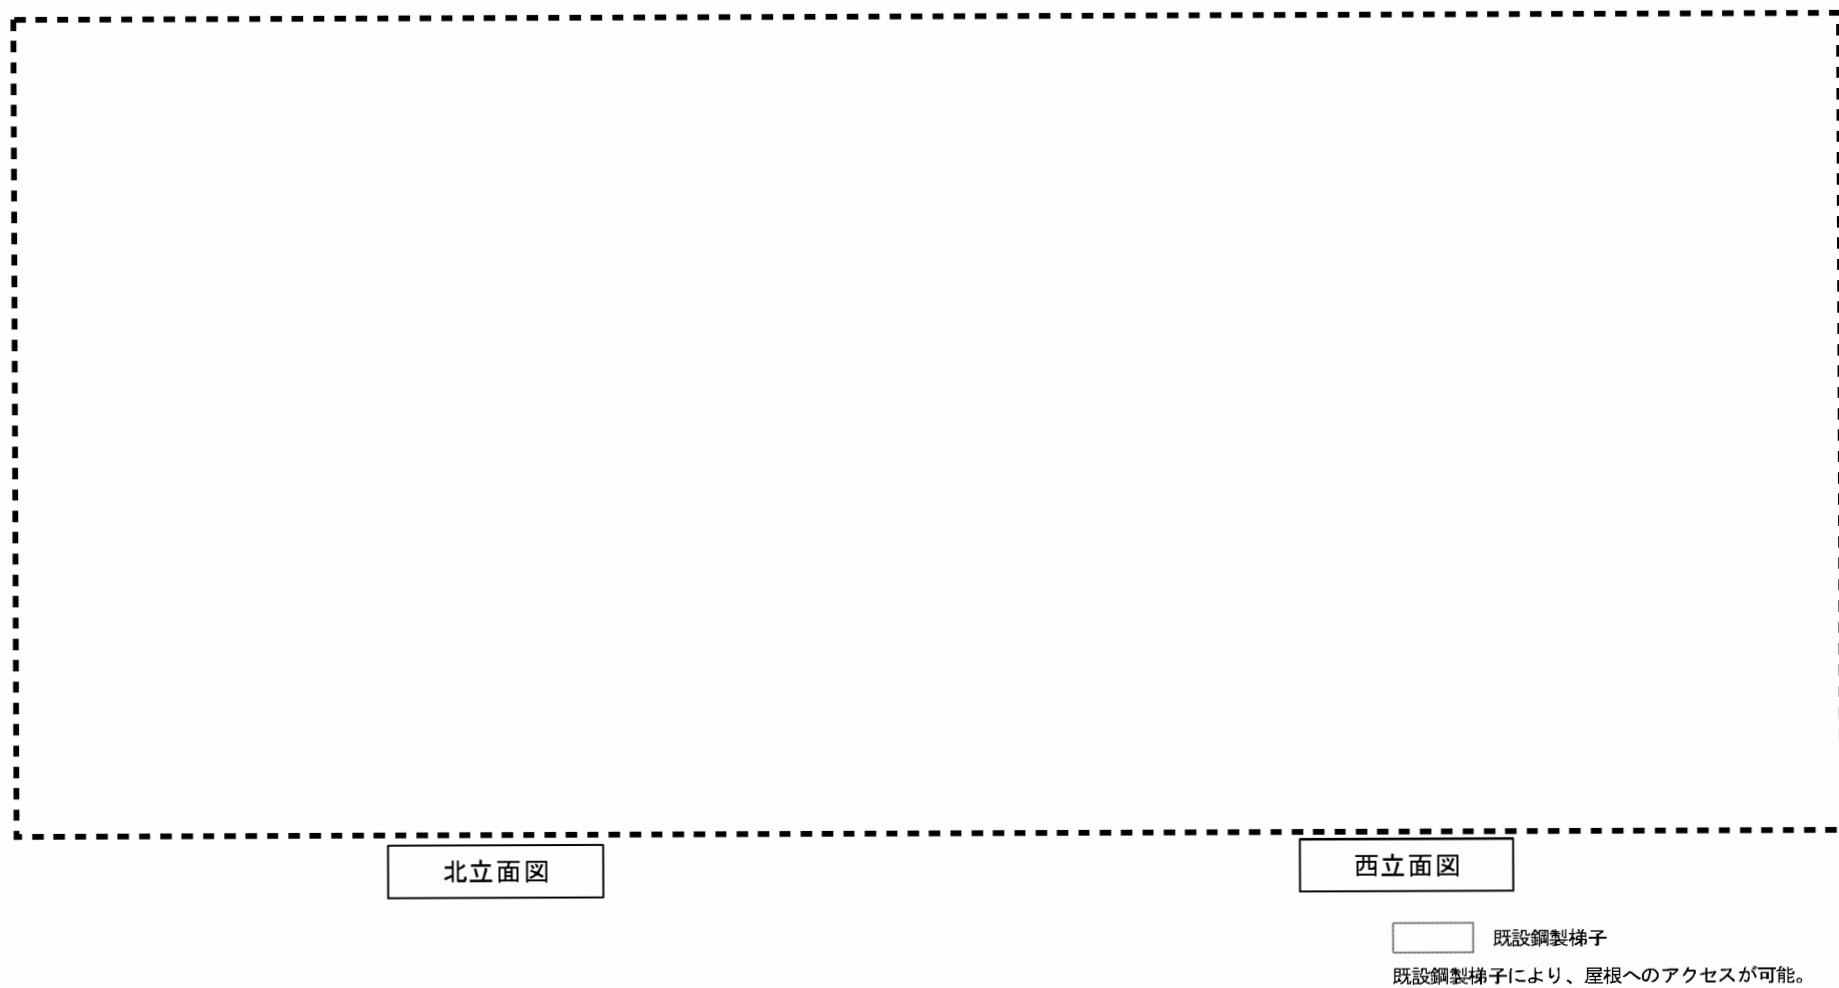 北立面図
西立面図
既設鋼製梯子
既設鋼製梯子により、屋根へのアクセスが可能。